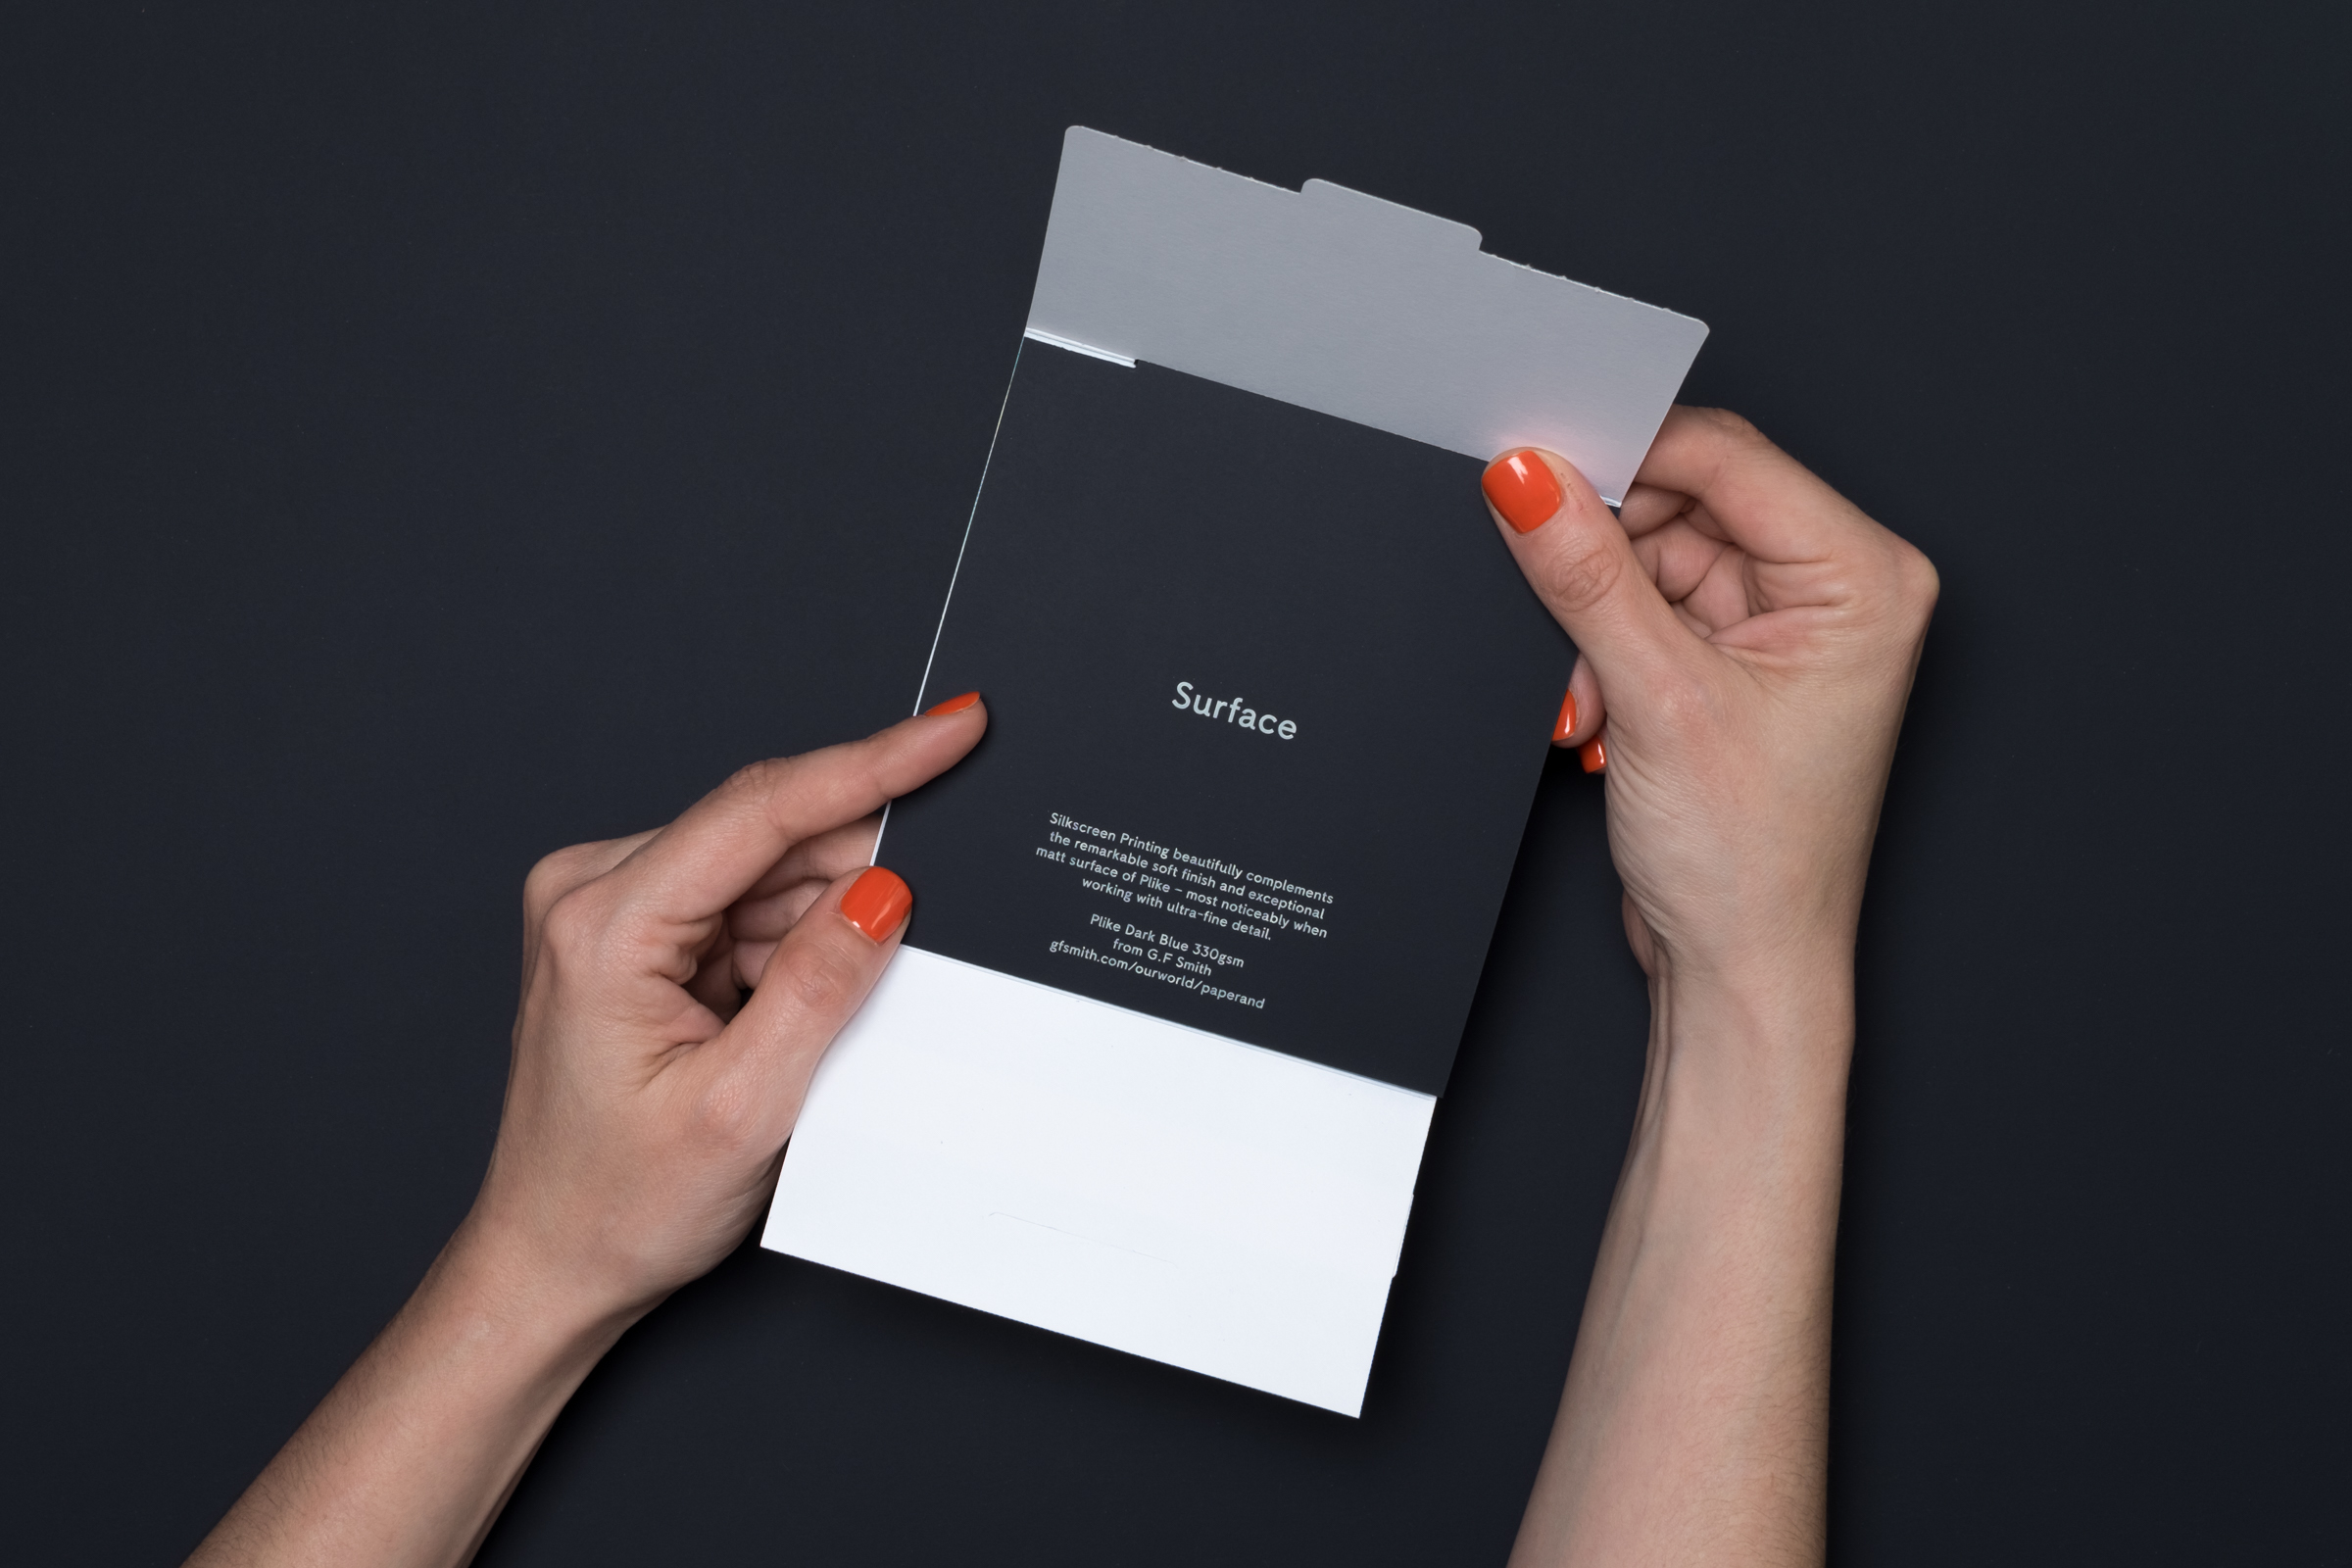 Surface
Silkscreen Printing beautifully complements
the remarkable soft finish and exceptional
matt surface of Plike – most noticeably when
working with ultra-fine detail.
Plike Dark Blue 330gsm
from G.F Smith
gfsmith.com/ourworld/paperand